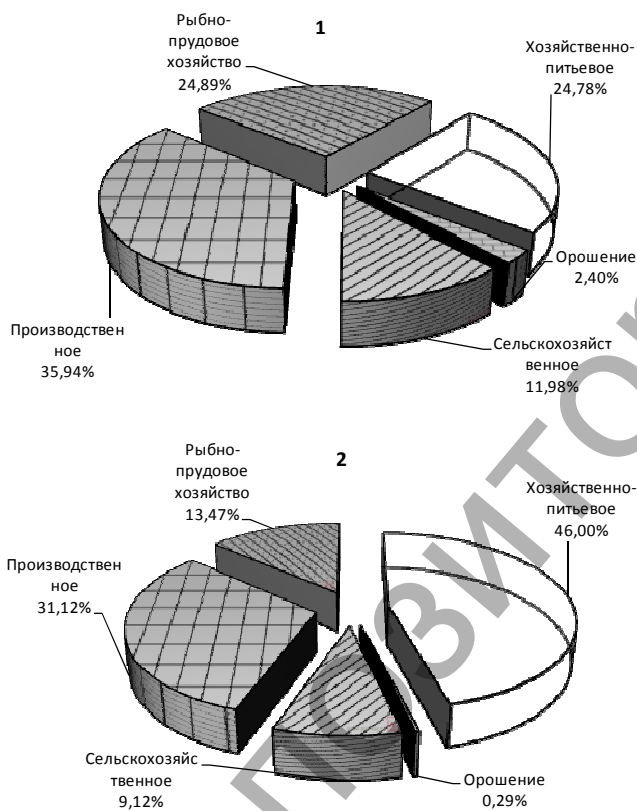 1
Рыбно-
прудовое
хозяйство
24,89%
Хозяйственно-
питьевое
24,78%
Орошение
2,40%
Сельскохозяйст
венное
11,98%
Производствен
ное
35,94%
2
Рыбно-
прудовое
хозяйство
13,47%
Хозяйственно-
питьевое
46,00%
Производствен
ное
31,12%
Сельскохозяйс
твенное
9,12%
Орошение
0,29%
ПОЗИТО